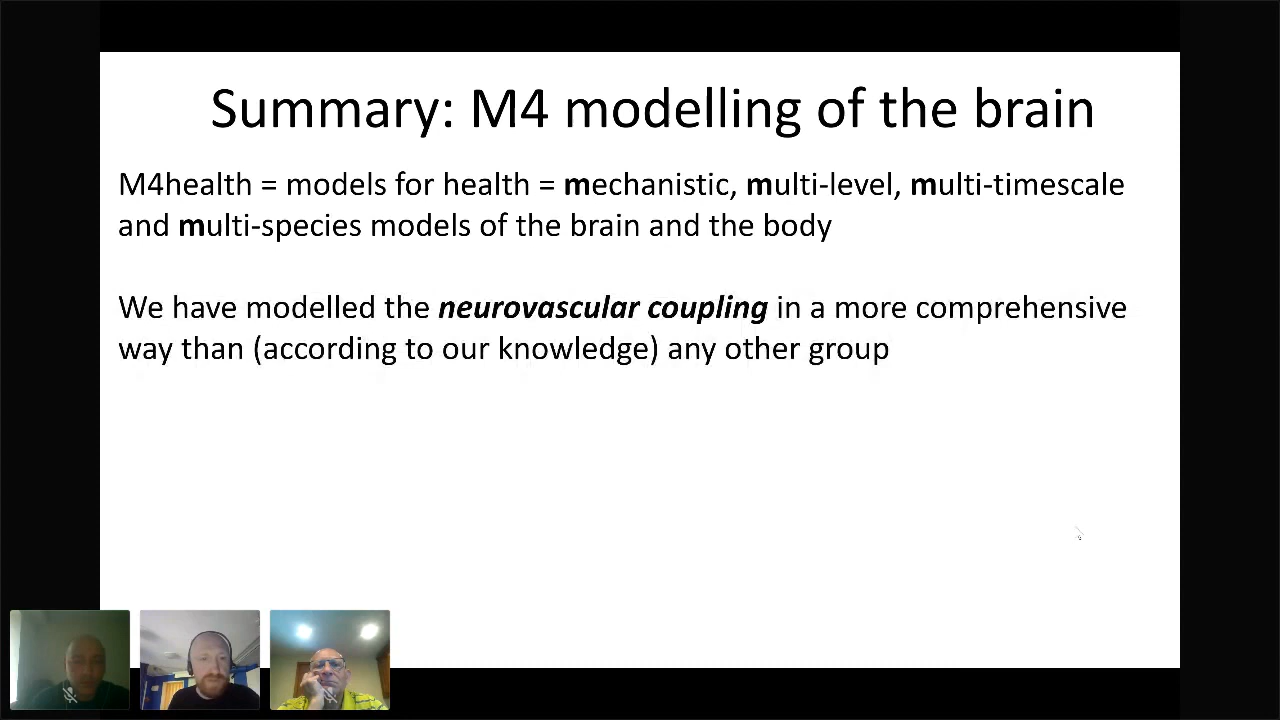 Summary: M4 modelling of the brain
M4health = models for health = mechanistic, multi-level, multi-timescale
and multi-species models of the brain and the body
We have modelled the neurovascular coupling in a more comprehensive
way than (according to our knowledge) any other group